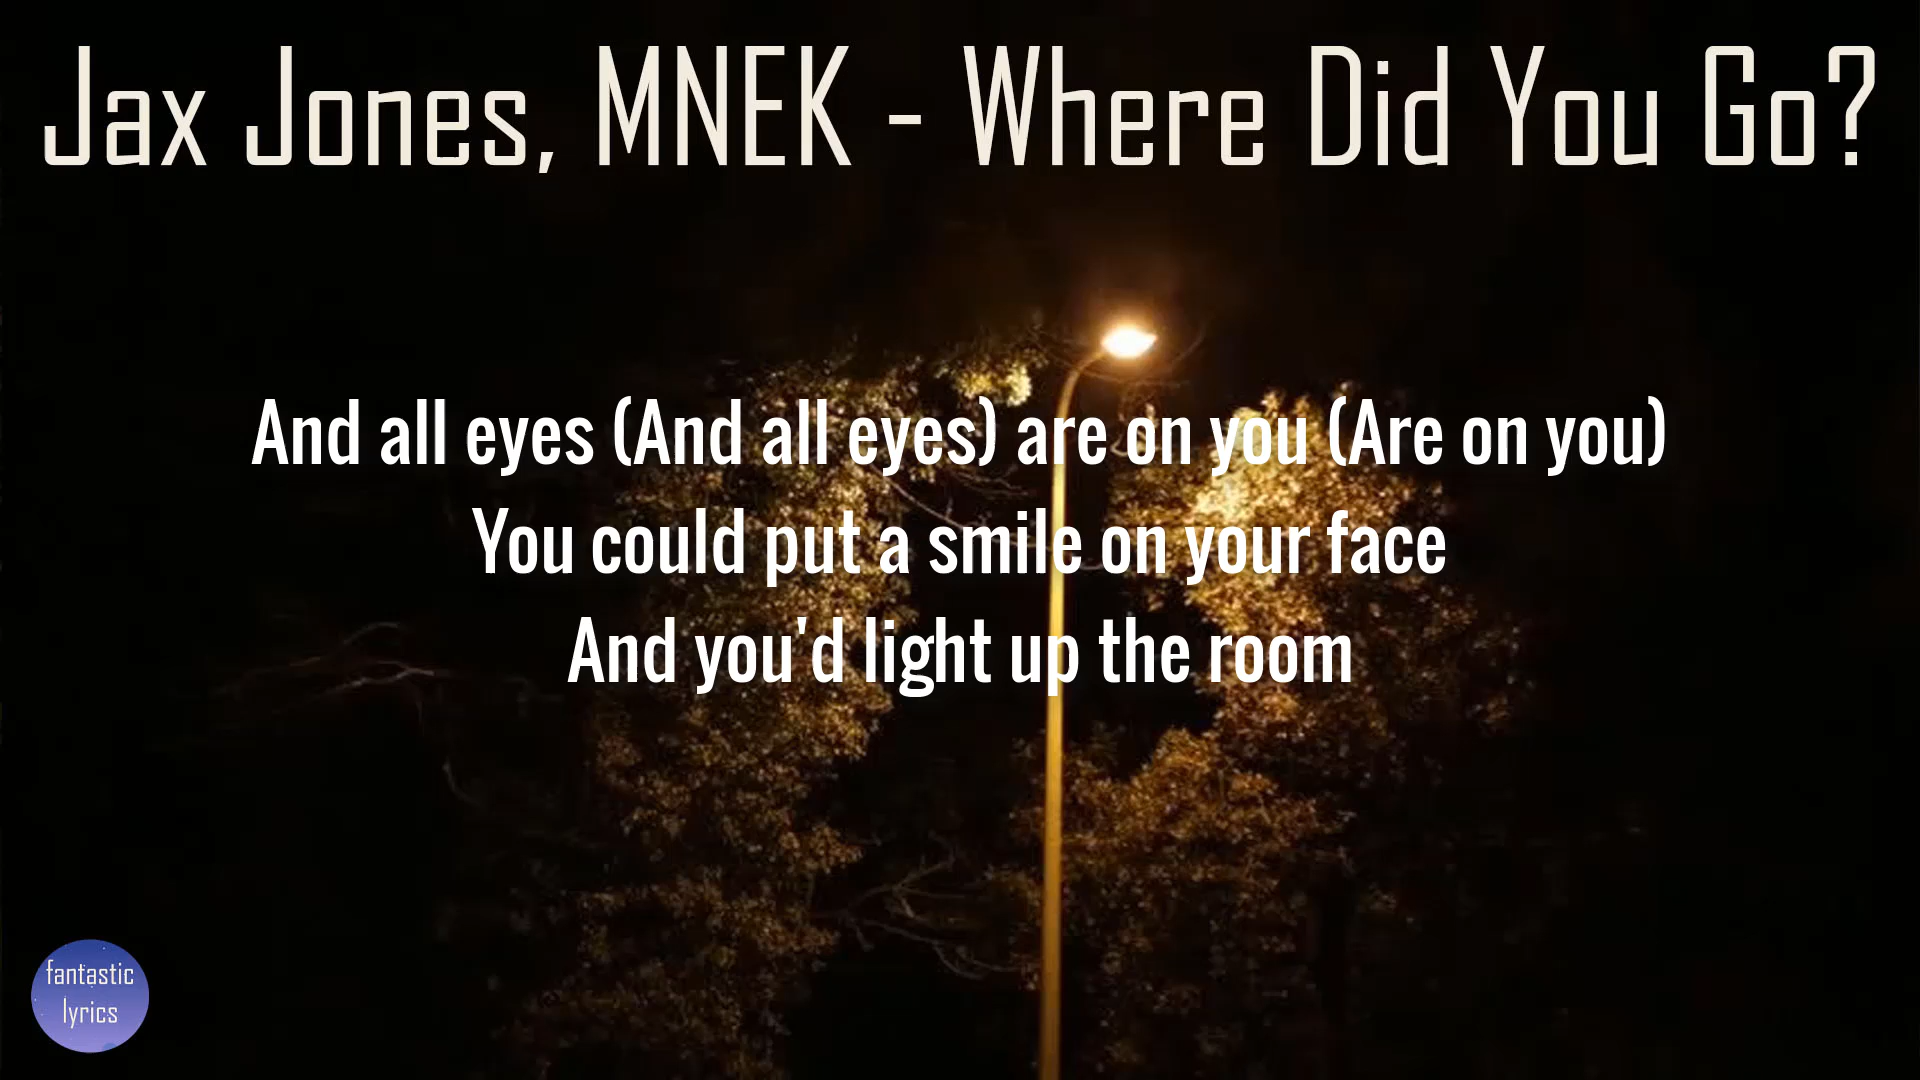 Jax Jones, MNEK - Where Did You Go?
And all eyes (And all eyes) are on you (Are on you)
You could put a smile on your face
And you'd light up the room
fantastic
lyrics